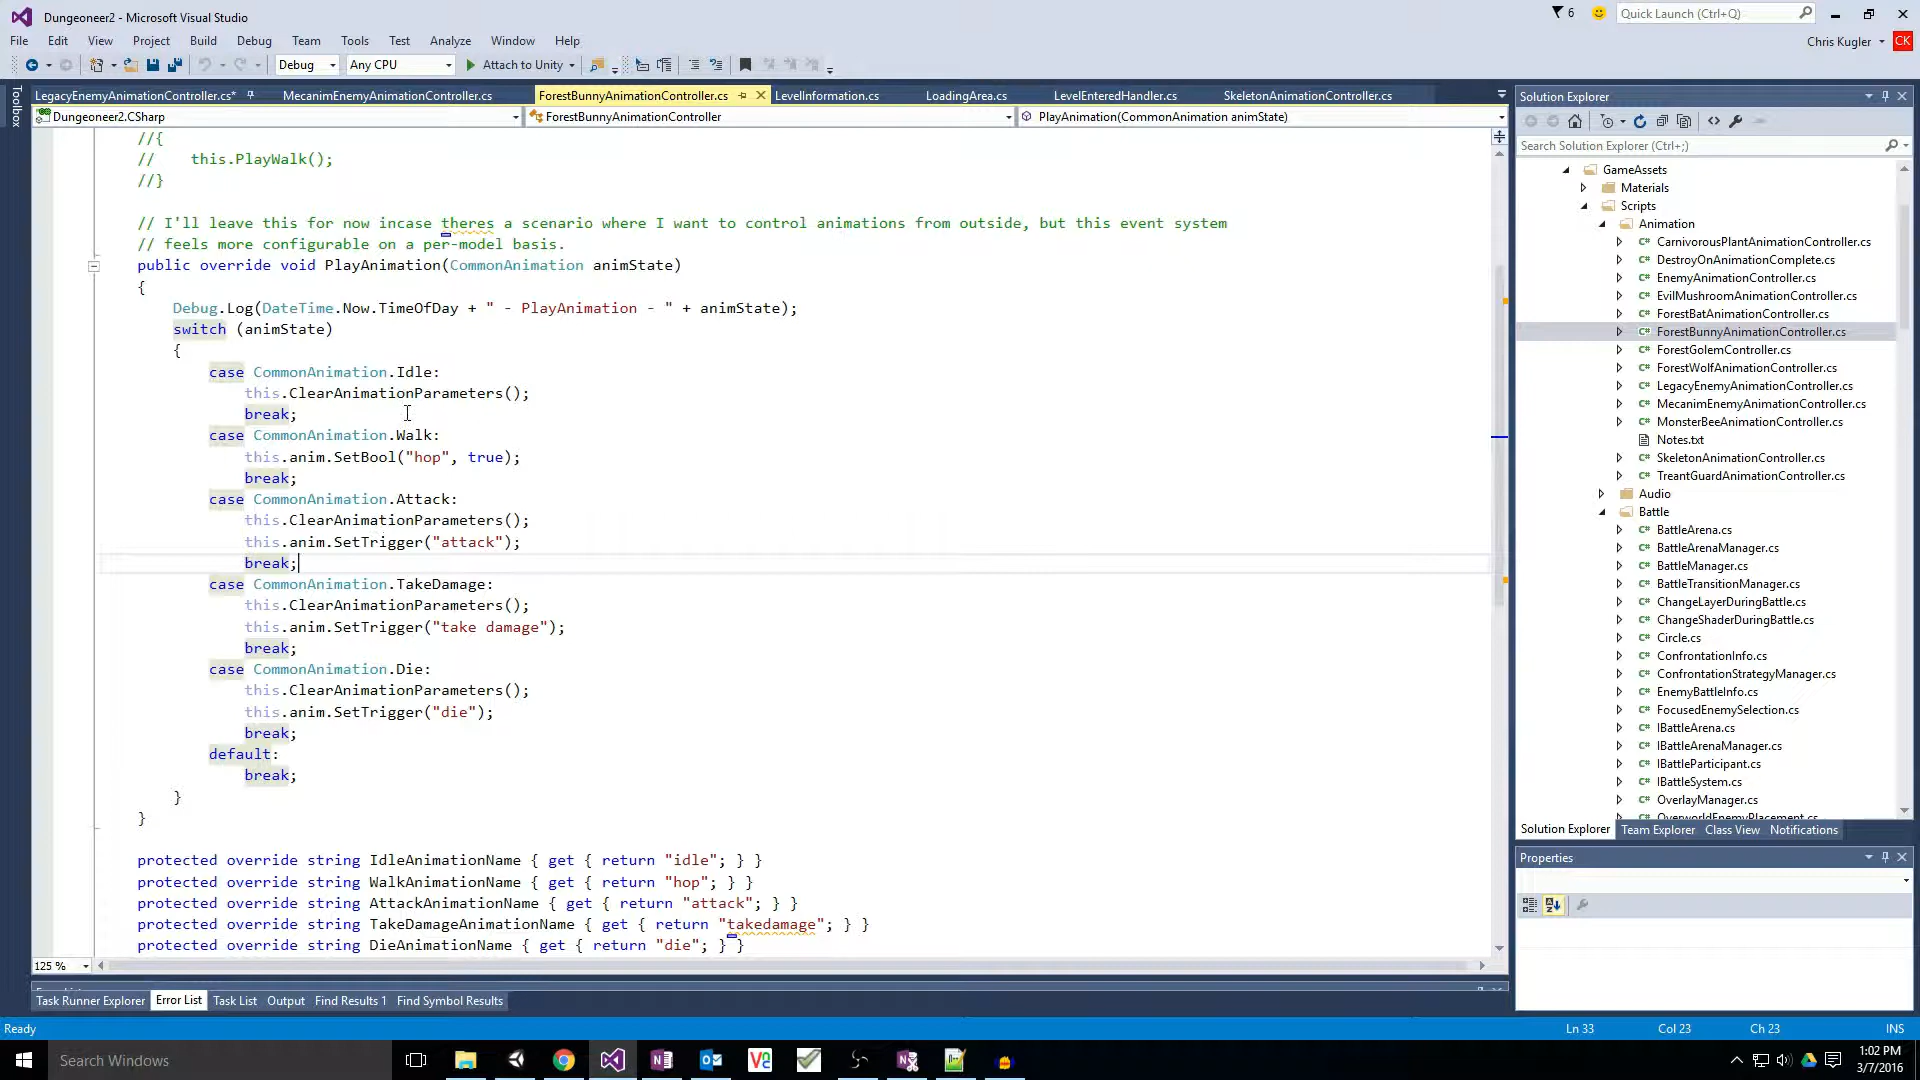 Dungeoneer2 - Microsoft Visual Studio
6
Quick Launch (Ctrl+Q)
File Edit View Project Build Debug Team Tools Test Analyze Window Help
Chris Kugler CK
Debug Any CPU Attach to Unity
Toolbox
LegacyEnemyAnimationController.cs* MecanimEnemyAnimationController.cs ForestBunnyAnimationController.cs LevelInformation.cs LoadingArea.cs LevelEnteredHandler.cs SkeletonAnimationController.cs
Dungeoneer2.CSharp ForestBunnyAnimationController PlayAnimation(CommonAnimation animState)
//{
//    this.PlayWalk();
//}
// I'll leave this for now incase theres a scenario where I want to control animations from outside, but this event system
// feels more configurable on a per-model basis.
public override void PlayAnimation(CommonAnimation animState)
{
Debug.Log(DateTime.Now.TimeOfDay + " - PlayAnimation - " + animState);
switch (animState)
{
case CommonAnimation.Idle:
this.ClearAnimationParameters();
break;
case CommonAnimation.Walk:
this.anim.SetBool("hop", true);
break;
case CommonAnimation.Attack:
this.ClearAnimationParameters();
this.anim.SetTrigger("attack");
break;
case CommonAnimation.TakeDamage:
this.ClearAnimationParameters();
this.anim.SetTrigger("take damage");
break;
case CommonAnimation.Die:
this.ClearAnimationParameters();
this.anim.SetTrigger("die");
break;
default:
break;
}
}
protected override string IdleAnimationName { get { return "idle"; } }
protected override string WalkAnimationName { get { return "hop"; } }
protected override string AttackAnimationName { get { return "attack"; } }
protected override string TakeDamageAnimationName { get { return "takedamage"; } }
protected override string DieAnimationName { get { return "die"; } }
125 %
Task Runner Explorer Error List Task List Output Find Results 1 Find Symbol Results
Solution Explorer
Search Solution Explorer (Ctrl+;)
GameAssets
Materials
Scripts
Animation
CarnivorousPlantAnimationController.cs
DestroyOnAnimationComplete.cs
EnemyAnimationController.cs
EvilMushroomAnimationController.cs
ForestBatAnimationController.cs
ForestBunnyAnimationController.cs
ForestGolemController.cs
ForestWolfAnimationController.cs
LegacyEnemyAnimationController.cs
MecanimEnemyAnimationController.cs
MonsterBeeAnimationController.cs
Notes.txt
SkeletonAnimationController.cs
TreantGuardAnimationController.cs
Audio
Battle
BattleArena.cs
BattleArenaManager.cs
BattleManager.cs
BattleTransitionManager.cs
ChangeLayerDuringBattle.cs
ChangeShaderDuringBattle.cs
Circle.cs
ConfrontationInfo.cs
ConfrontationStrategyManager.cs
EnemyBattleInfo.cs
FocusedEnemySelection.cs
IBattleArena.cs
IBattleArenaManager.cs
IBattleParticipant.cs
IBattleSystem.cs
OverlayManager.cs
OverworldEnemyPlacement.cs
Solution Explorer Team Explorer Class View Notifications
Properties
Ready Ln 33 Col 23 Ch 23 INS
Search Windows
1:02 PM
3/7/2016